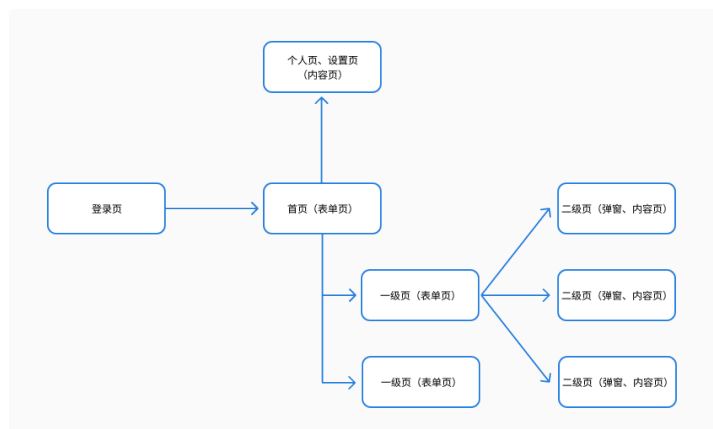 个人页、设置页
（内容页）
登录页
首页（表单页）
二级页（弹窗、内容页）
一级页（表单页）
二级页（弹窗、内容页）
一级页（表单页）
二级页（弹窗、内容页）